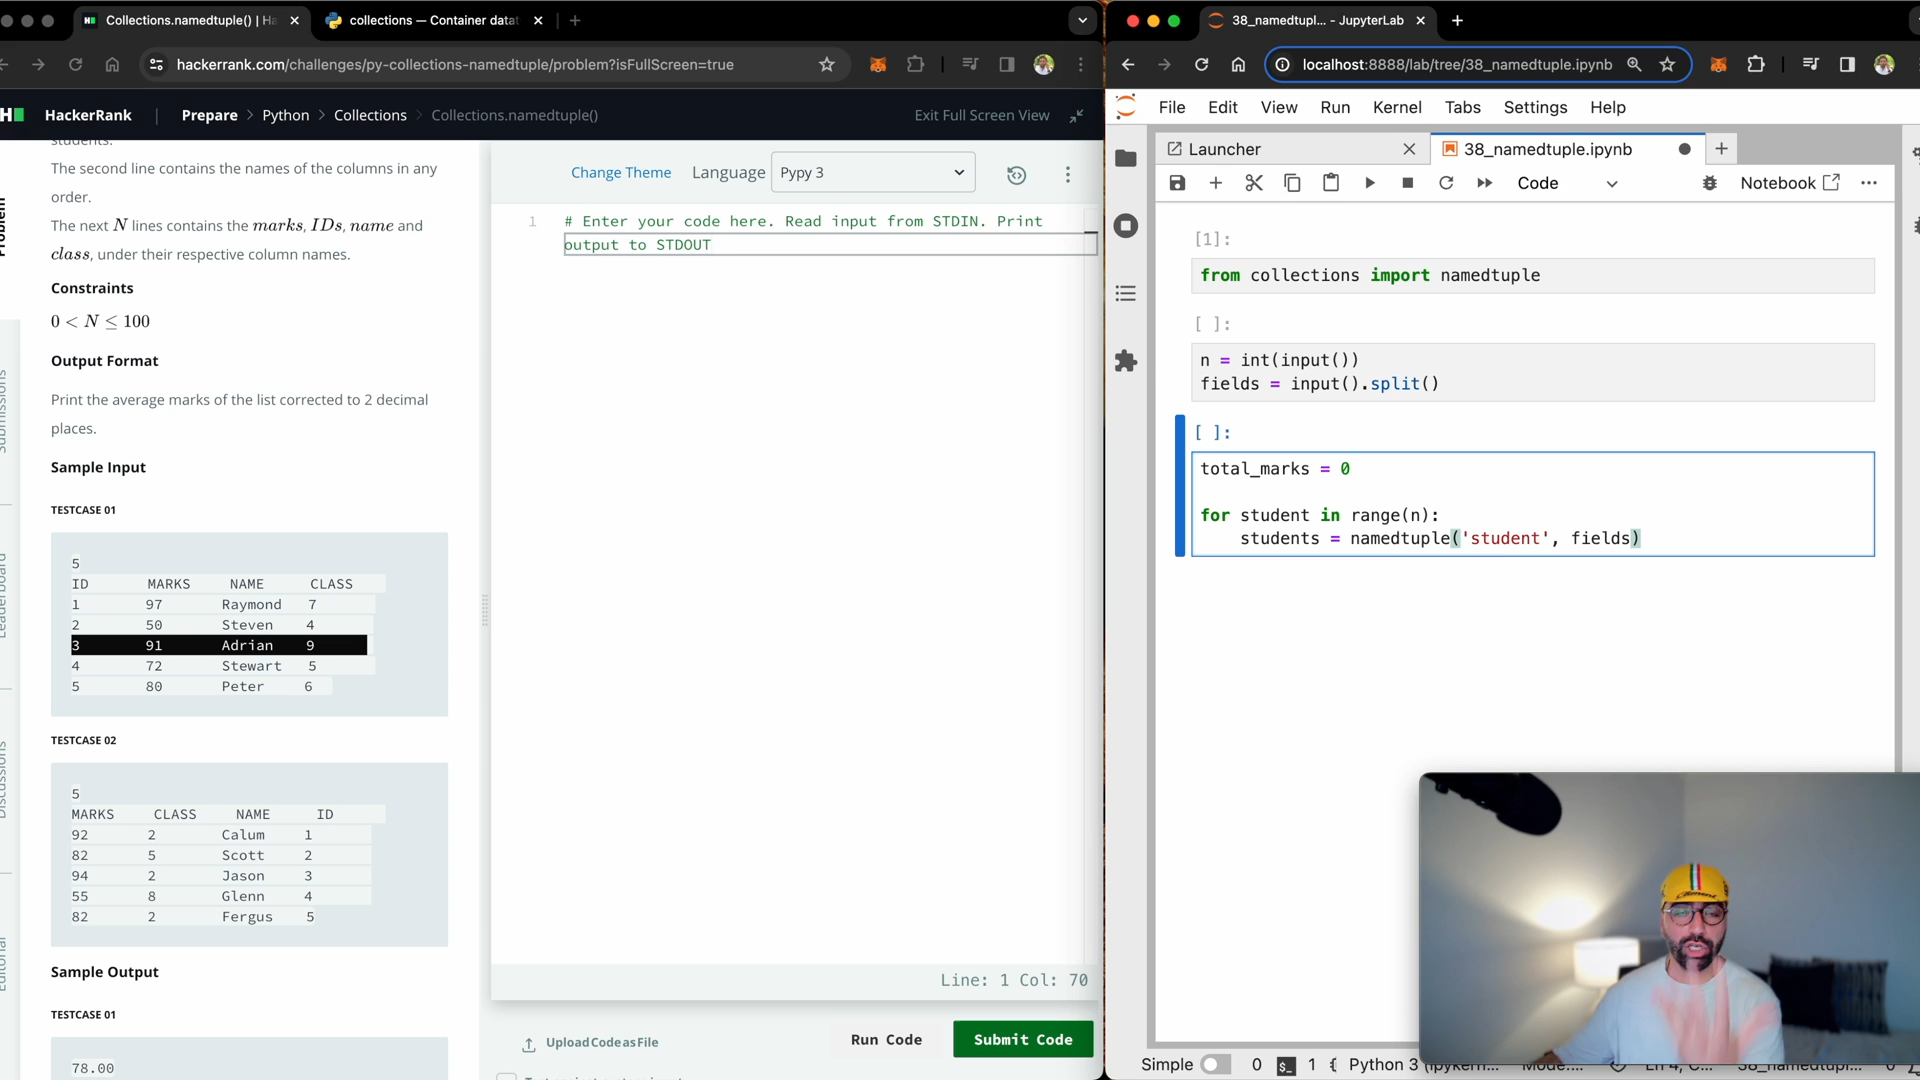 Collections.namedtuple() | Ha
collections — Container datat
hackerrank.com/challenges/py-collections-namedtuple/problem?isFullScreen=true
HackerRank
Prepare > Python > Collections > Collections.namedtuple()
Exit Full Screen View
Problem
Submissions
Leaderboard
Discussions
Editorial
students.
The second line contains the names of the columns in any
order.
The next N lines contains the marks, IDs, name and
class, under their respective column names.
Constraints
0 < N ≤ 100
Output Format
Print the average marks of the list corrected to 2 decimal
places.
Sample Input
TESTCASE 01
5
ID MARKS NAME CLASS
1 97 Raymond 7
2 50 Steven 4
3 91 Adrian 9
4 72 Stewart 5
5 80 Peter 6
TESTCASE 02
5
MARKS CLASS NAME ID
92 2 Calum 1
82 5 Scott 2
94 2 Jason 3
55 8 Glenn 4
82 2 Fergus 5
Sample Output
TESTCASE 01
78.00
Change Theme Language Pypy 3
1 # Enter your code here. Read input from STDIN. Print
output to STDOUT
Line: 1 Col: 70
Upload Code as File
Run Code
Submit Code
38_namedtupl... - JupyterLab
localhost:8888/lab/tree/38_namedtuple.ipynb
File Edit View Run Kernel Tabs Settings Help
Launcher
38_namedtuple.ipynb
Code
Notebook
[1]:
from collections import namedtuple
[ ]:
n = int(input())
fields = input().split()
[ ]:
total_marks = 0
for student in range(n):
students = namedtuple('student', fields)
Simple 0 1 Python 3 (ipykern...